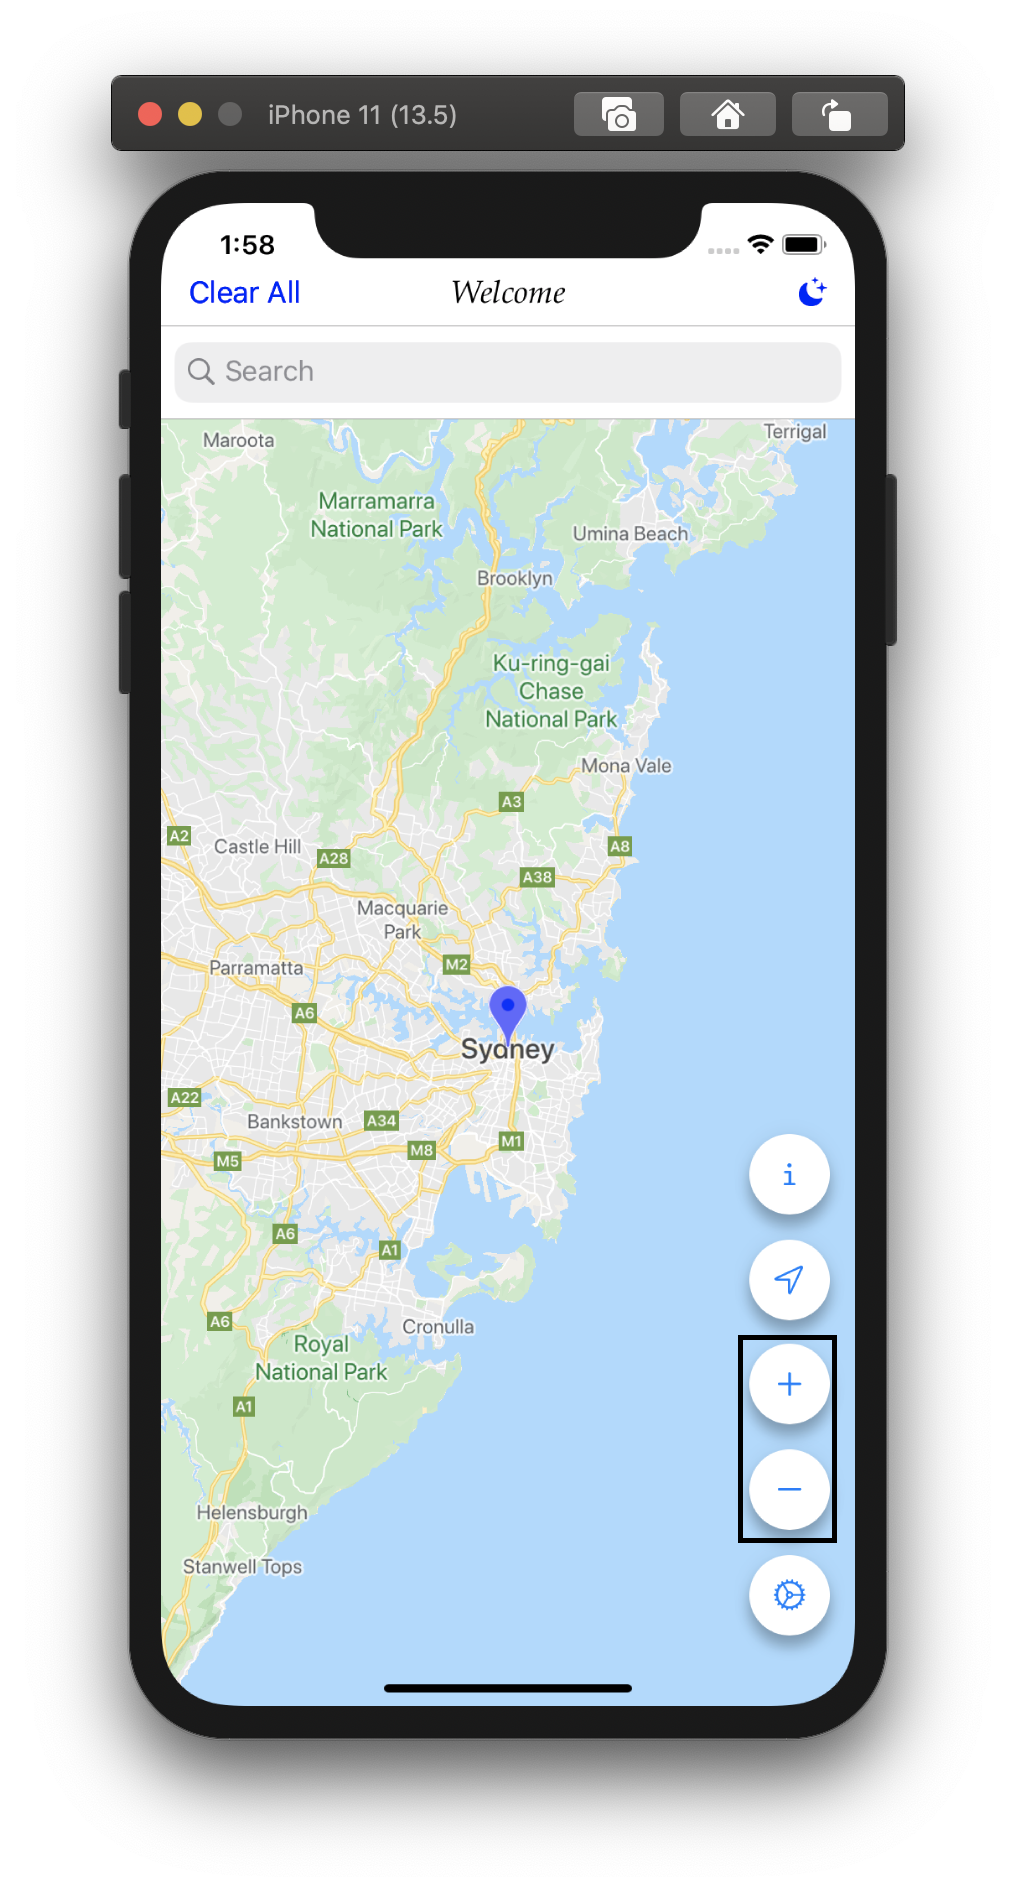 iPhone 11 (13.5)
1:58
Clear All
Welcome
Search
Terrigal
Maroota
Marramarra
National Park
Umina Beach
Brooklyn
Ku-ring-gai
Chase
National Park
Mona Vale
A3
A2
Castle Hill
A28
A8
A38
Macquarie
Park
M2
Parramatta
A6
Sydney
A22
Bankstown
A34
M1
M8
M5
i
A6
A1
A6
Cronulla
Royal
National Park
+
A1
−
Helensburgh
Stanwell Tops